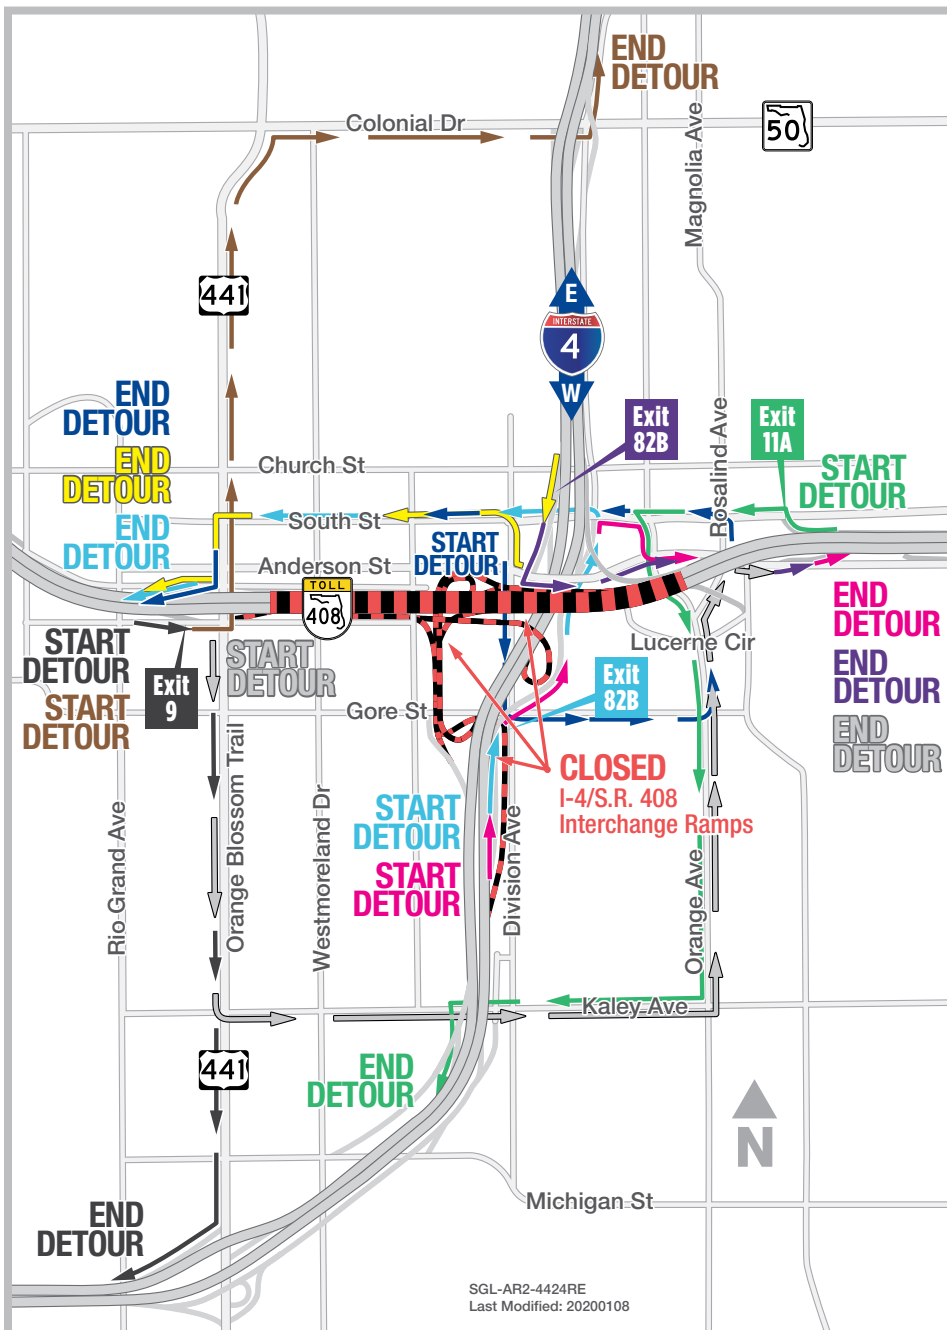 END
DETOUR
Colonial Dr
Magnolia Ave
50
441
E
INTERSTATE
4
W
END
DETOUR
Exit
82B
Exit
11A
Rosalind Ave
END
DETOUR
Church St
START
DETOUR
South St
END
DETOUR
START
DETOUR
Anderson St
TOLL
408
START
DETOUR
START
DETOUR
Exit
9
START
DETOUR
Lucerne Cir
END
DETOUR
END
DETOUR
END
DETOUR
Gore St
Exit
82B
CLOSED
I-4/S.R. 408
Interchange Ramps
START
DETOUR
START
DETOUR
Rio Grand Ave
Orange Blossom Trail
Westmoreland Dr
Division Ave
Orange Ave
Kaley Ave
441
END
DETOUR
N
Michigan St
END
DETOUR
SGL-AR2-4424RE
Last Modified: 20200108